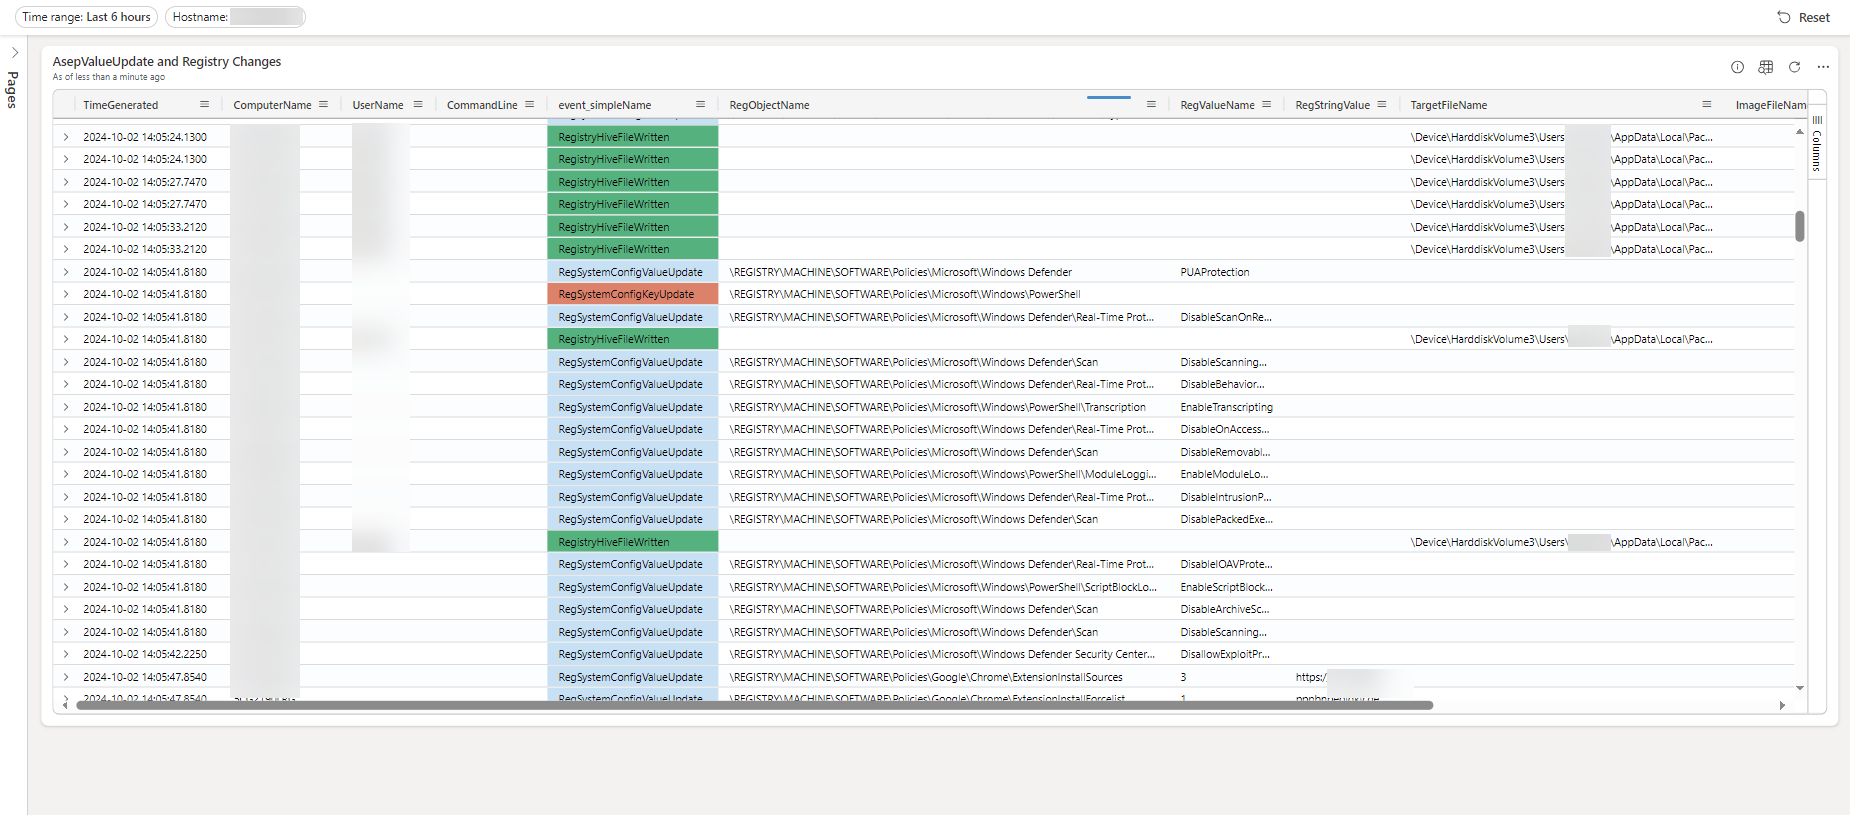 Time range: Last 6 hours Hostname: Reset
Pages
AsepValueUpdate and Registry Changes
As of less than a minute ago
TimeGenerated ComputerName UserName CommandLine event_simpleName RegObjectName RegValueName RegStringValue TargetFileName ImageFileNam
Columns
2024-10-02 14:05:24.1300 RegistryHiveFileWritten \Device\HarddiskVolume3\Users \AppData\Local\Pac...
2024-10-02 14:05:24.1300 RegistryHiveFileWritten \Device\HarddiskVolume3\Users \AppData\Local\Pac...
2024-10-02 14:05:27.7470 RegistryHiveFileWritten \Device\HarddiskVolume3\Users \AppData\Local\Pac...
2024-10-02 14:05:27.7470 RegistryHiveFileWritten \Device\HarddiskVolume3\Users \AppData\Local\Pac...
2024-10-02 14:05:33.2120 RegistryHiveFileWritten \Device\HarddiskVolume3\Users \AppData\Local\Pac...
2024-10-02 14:05:33.2120 RegistryHiveFileWritten \Device\HarddiskVolume3\Users \AppData\Local\Pac...
2024-10-02 14:05:41.8180 RegSystemConfigValueUpdate \REGISTRY\MACHINE\SOFTWARE\Policies\Microsoft\Windows Defender PUAProtection
2024-10-02 14:05:41.8180 RegSystemConfigKeyUpdate \REGISTRY\MACHINE\SOFTWARE\Policies\Microsoft\Windows\PowerShell
2024-10-02 14:05:41.8180 RegSystemConfigValueUpdate \REGISTRY\MACHINE\SOFTWARE\Policies\Microsoft\Windows Defender\Real-Time Prot... DisableScanOnRe...
2024-10-02 14:05:41.8180 RegistryHiveFileWritten \Device\HarddiskVolume3\Users\ \AppData\Local\Pac...
2024-10-02 14:05:41.8180 RegSystemConfigValueUpdate \REGISTRY\MACHINE\SOFTWARE\Policies\Microsoft\Windows Defender\Scan DisableScanning...
2024-10-02 14:05:41.8180 RegSystemConfigValueUpdate \REGISTRY\MACHINE\SOFTWARE\Policies\Microsoft\Windows Defender\Real-Time Prot... DisableBehavior...
2024-10-02 14:05:41.8180 RegSystemConfigValueUpdate \REGISTRY\MACHINE\SOFTWARE\Policies\Microsoft\Windows\PowerShell\Transcription EnableTranscripting
2024-10-02 14:05:41.8180 RegSystemConfigValueUpdate \REGISTRY\MACHINE\SOFTWARE\Policies\Microsoft\Windows Defender\Real-Time Prot... DisableOnAccess...
2024-10-02 14:05:41.8180 RegSystemConfigValueUpdate \REGISTRY\MACHINE\SOFTWARE\Policies\Microsoft\Windows Defender\Scan DisableRemovabl...
2024-10-02 14:05:41.8180 RegSystemConfigValueUpdate \REGISTRY\MACHINE\SOFTWARE\Policies\Microsoft\Windows\PowerShell\ModuleLoggi... EnableModuleLo...
2024-10-02 14:05:41.8180 RegSystemConfigValueUpdate \REGISTRY\MACHINE\SOFTWARE\Policies\Microsoft\Windows Defender\Real-Time Prot... DisableIntrusionP...
2024-10-02 14:05:41.8180 RegSystemConfigValueUpdate \REGISTRY\MACHINE\SOFTWARE\Policies\Microsoft\Windows Defender\Scan DisablePackedExe...
2024-10-02 14:05:41.8180 RegistryHiveFileWritten \Device\HarddiskVolume3\Users\ \AppData\Local\Pac...
2024-10-02 14:05:41.8180 RegSystemConfigValueUpdate \REGISTRY\MACHINE\SOFTWARE\Policies\Microsoft\Windows Defender\Real-Time Prot... DisableIOAVProte...
2024-10-02 14:05:41.8180 RegSystemConfigValueUpdate \REGISTRY\MACHINE\SOFTWARE\Policies\Microsoft\Windows\PowerShell\ScriptBlockLo... EnableScriptBlock...
2024-10-02 14:05:41.8180 RegSystemConfigValueUpdate \REGISTRY\MACHINE\SOFTWARE\Policies\Microsoft\Windows Defender\Scan DisableArchiveSc...
2024-10-02 14:05:41.8180 RegSystemConfigValueUpdate \REGISTRY\MACHINE\SOFTWARE\Policies\Microsoft\Windows Defender\Scan DisableScanning...
2024-10-02 14:05:42.2250 RegSystemConfigValueUpdate \REGISTRY\MACHINE\SOFTWARE\Policies\Microsoft\Windows Defender Security Center... DisallowExploitPr...
2024-10-02 14:05:47.8540 RegSystemConfigValueUpdate \REGISTRY\MACHINE\SOFTWARE\Policies\Google\Chrome\ExtensionInstallSources 3 https:/
2024-10-02 14:05:47.8540 RegSystemConfigValueUpdate \REGISTRY\MACHINE\SOFTWARE\Policies\Google\Chrome\ExtensionInstallForcelist 1